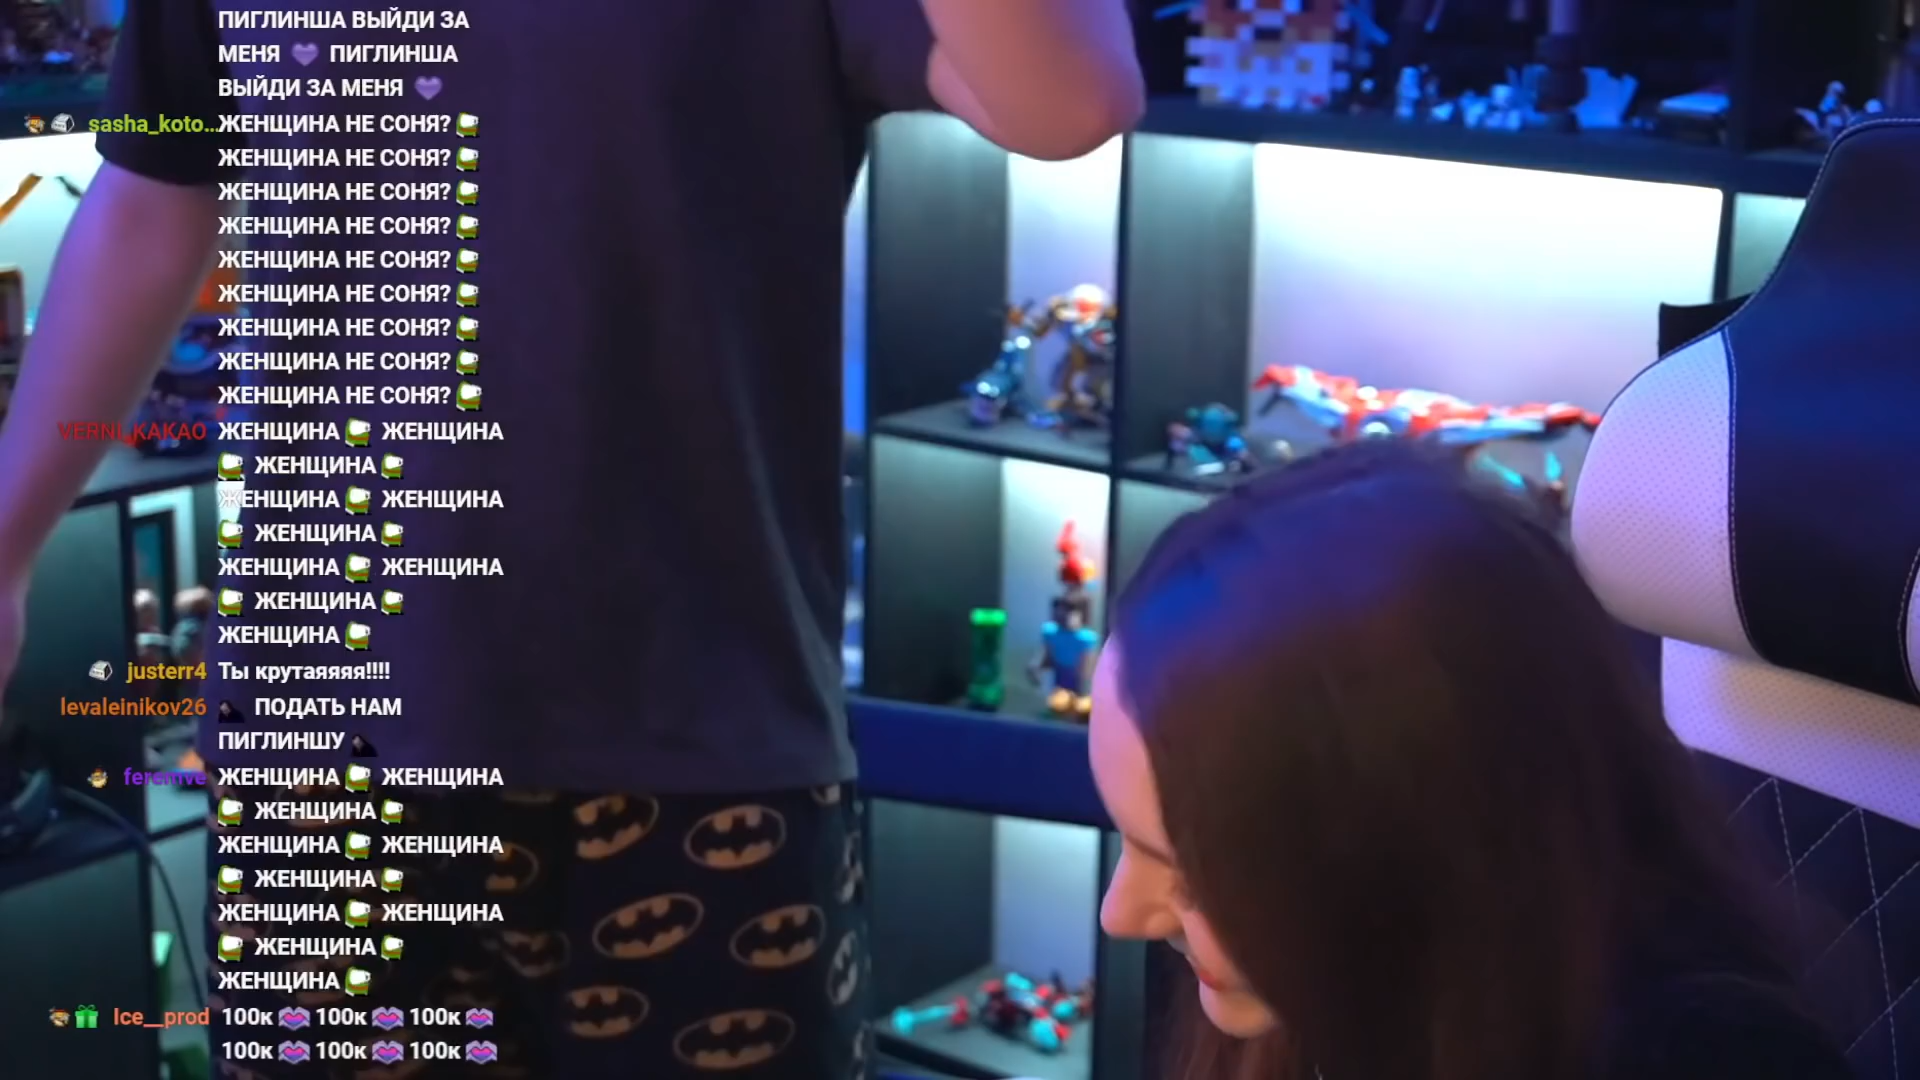 ПИГЛИНША ВЫЙДИ ЗА
МЕНЯ ПИГЛИНША
ВЫЙДИ ЗА МЕНЯ
sasha_koto... ЖЕНЩИНА НЕ СОНЯ?
ЖЕНЩИНА НЕ СОНЯ?
ЖЕНЩИНА НЕ СОНЯ?
ЖЕНЩИНА НЕ СОНЯ?
ЖЕНЩИНА НЕ СОНЯ?
ЖЕНЩИНА НЕ СОНЯ?
ЖЕНЩИНА НЕ СОНЯ?
ЖЕНЩИНА НЕ СОНЯ?
ЖЕНЩИНА НЕ СОНЯ?
VERNI_KAKAO ЖЕНЩИНА ЖЕНЩИНА
ЖЕНЩИНА
ЖЕНЩИНА ЖЕНЩИНА
ЖЕНЩИНА
ЖЕНЩИНА ЖЕНЩИНА
ЖЕНЩИНА
ЖЕНЩИНА
justerr4 Ты крутаяяяя!!!!
levaleinikov26 ПОДАТЬ НАМ
ПИГЛИНШУ
ЖЕНЩИНА ЖЕНЩИНА
ЖЕНЩИНА
ЖЕНЩИНА ЖЕНЩИНА
ЖЕНЩИНА
ЖЕНЩИНА ЖЕНЩИНА
ЖЕНЩИНА
ЖЕНЩИНА
Ice__prod 100к 100к 100к
100к 100к 100к